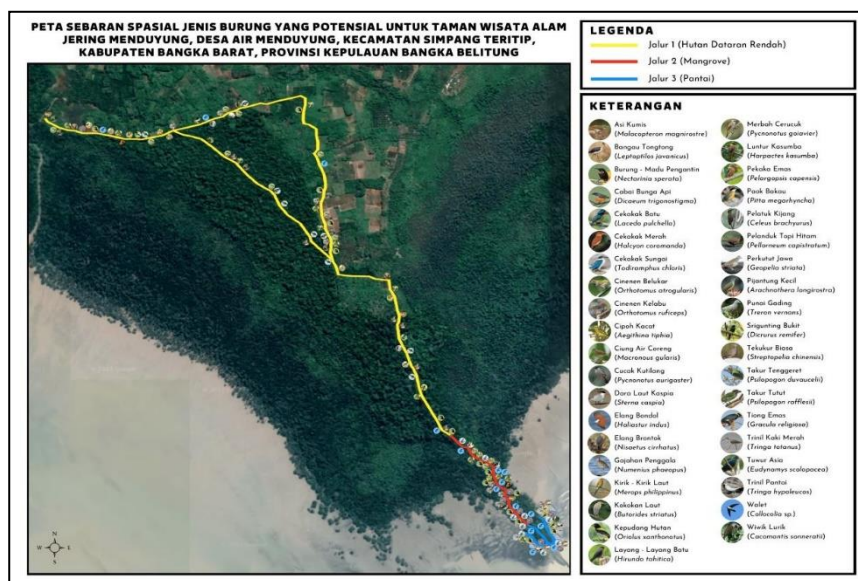 PETA SEBARAN SPASIAL JENIS BURUNG YANG POTENSIAL UNTUK TAMAN WISATA ALAM
JERING MENDUYUNG, DESA AIR MENDUYUNG, KECAMATAN SIMPANG TERITIP,
KABUPATEN BANGKA BARAT, PROVINSI KEPULAUAN BANGKA BELITUNG
N
W E
S
LEGENDA
Jalur 1 (Hutan Dataran Rendah)
Jalur 2 (Mangrove)
Jalur 3 (Pantai)
KETERANGAN
Asi Kumis
(Malacopteron magnirostre)
Bangau Tongtong
(Leptoptilos javanicus)
Burung - Madu Pengantin
(Nectarinia sperata)
Cabai Bunga Api
(Dicaeum trigonostigma)
Cekakak Batu
(Lacedo pulchella)
Cekakak Merah
(Halcyon coromanda)
Cekakak Sungai
(Todiramphus chloris)
Cinenen Belukar
(Orthotomus atrogularis)
Cinenen Kelabu
(Orthotomus ruficeps)
Cipoh Kacat
(Aegithina tiphia)
Ciung Air Coreng
(Macronous gularis)
Cucak Kutilang
(Pycnonotus aurigaster)
Dara Laut Kaspia
(Sterna caspia)
Elang Bondol
(Haliastur indus)
Elang Brontok
(Nisaetus cirrhatus)
Gajahan Penggala
(Numenius phaeopus)
Kirik - Kirik Laut
(Merops philippinus)
Kokokan Laut
(Butorides striatus)
Kepudang Hutan
(Oriolus xanthonotus)
Layang - Layang Batu
(Hirundo tahitica)
Merbah Cerucuk
(Pycnonotus goiavier)
Luntur Kasumba
(Harpactes kasumba)
Pekaka Emas
(Pelargopsis capensis)
Paok Bakau
(Pitta megarhyncha)
Pelatuk Kijang
(Celeus brachyurus)
Pelanduk Topi Hitam
(Pellorneum capistratum)
Perkutut Jawa
(Geopelia striata)
Pijantung Kecil
(Arachnothera longirostra)
Punai Gading
(Treron vernans)
Srigunting Bukit
(Dicrurus remifer)
Tekukur Biasa
(Streptopelia chinensis)
Takur Tenggeret
(Psilopogon duvaucelii)
Takur Tutut
(Psilopogon rafflesii)
Tiong Emas
(Gracula religiosa)
Trinil Kaki Merah
(Tringa totanus)
Tuwur Asia
(Eudynamys scolopacea)
Trinil Pantai
(Tringa hypoleucos)
Walet
(Collocalia sp.)
Wiwik Lurik
(Cacomantis sonneratii)